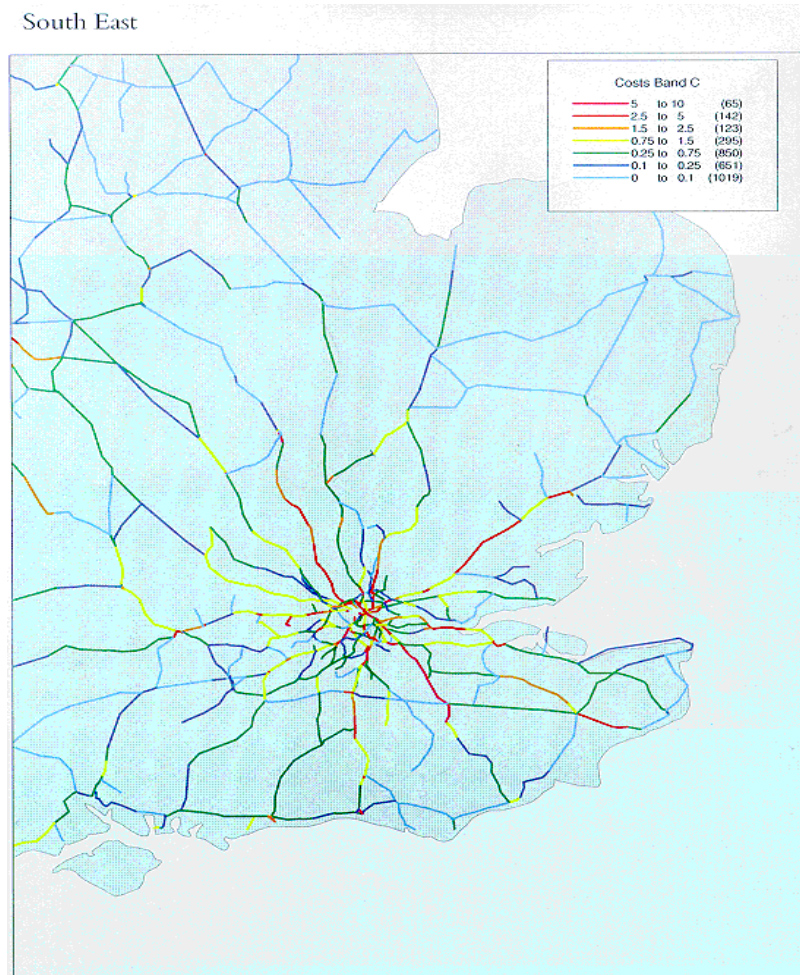 South East
Costs Band C
5 to 10 (65)
2.5 to 5 (142)
1.5 to 2.5 (123)
0.75 to 1.5 (295)
0.25 to 0.75 (850)
0.1 to 0.25 (651)
0 to 0.1 (1019)